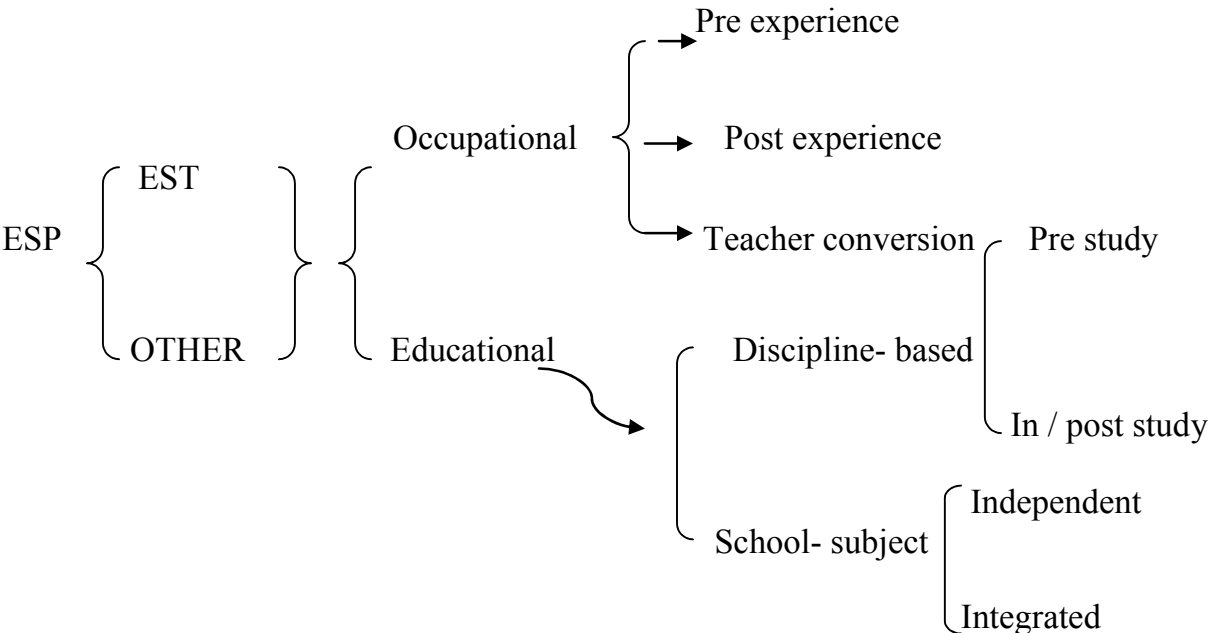 Pre experience
Occupational
Post experience
EST
ESP
Teacher conversion
Pre study
OTHER
Educational
Discipline- based
In / post study
Independent
School- subject
Integrated